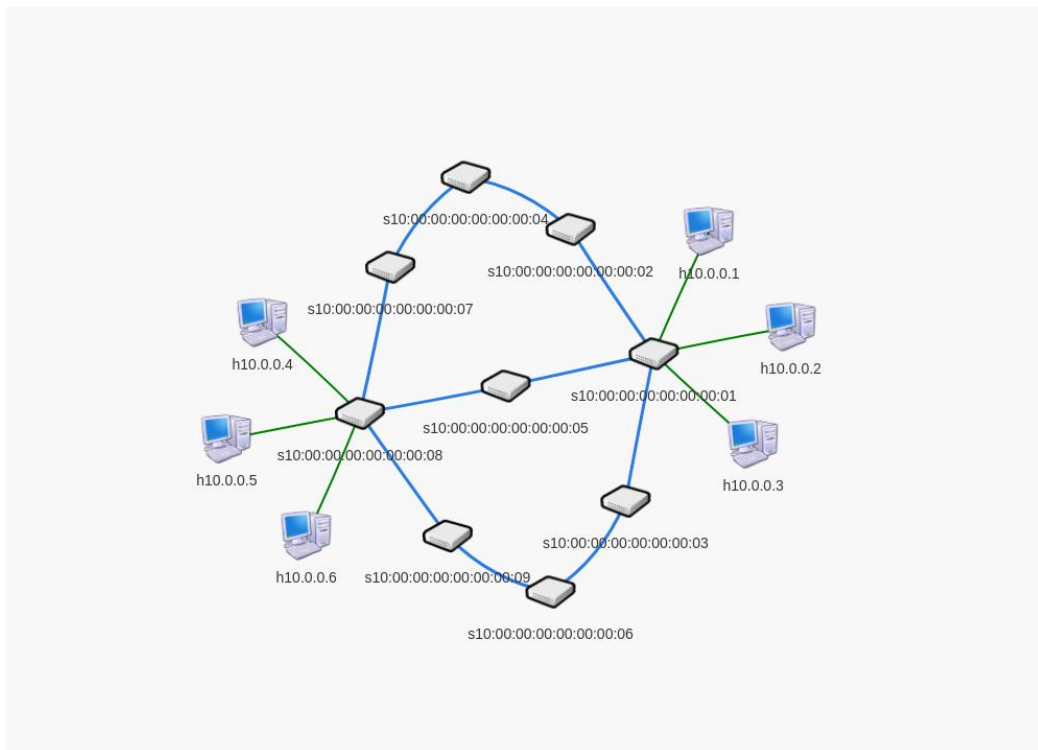 s10:00:00:00:00:00:00:04
h10.0.0.1
s10:00:00:00:00:00:00:02
s10:00:00:00:00:00:00:07
h10.0.0.4
h10.0.0.2
s10:00:00:00:00:00:00:01
s10:00:00:00:00:00:00:05
s10:00:00:00:00:00:00:08
h10.0.0.5
h10.0.0.3
s10:00:00:00:00:00:00:03
h10.0.0.6
s10:00:00:00:00:00:00:09
s10:00:00:00:00:00:00:06